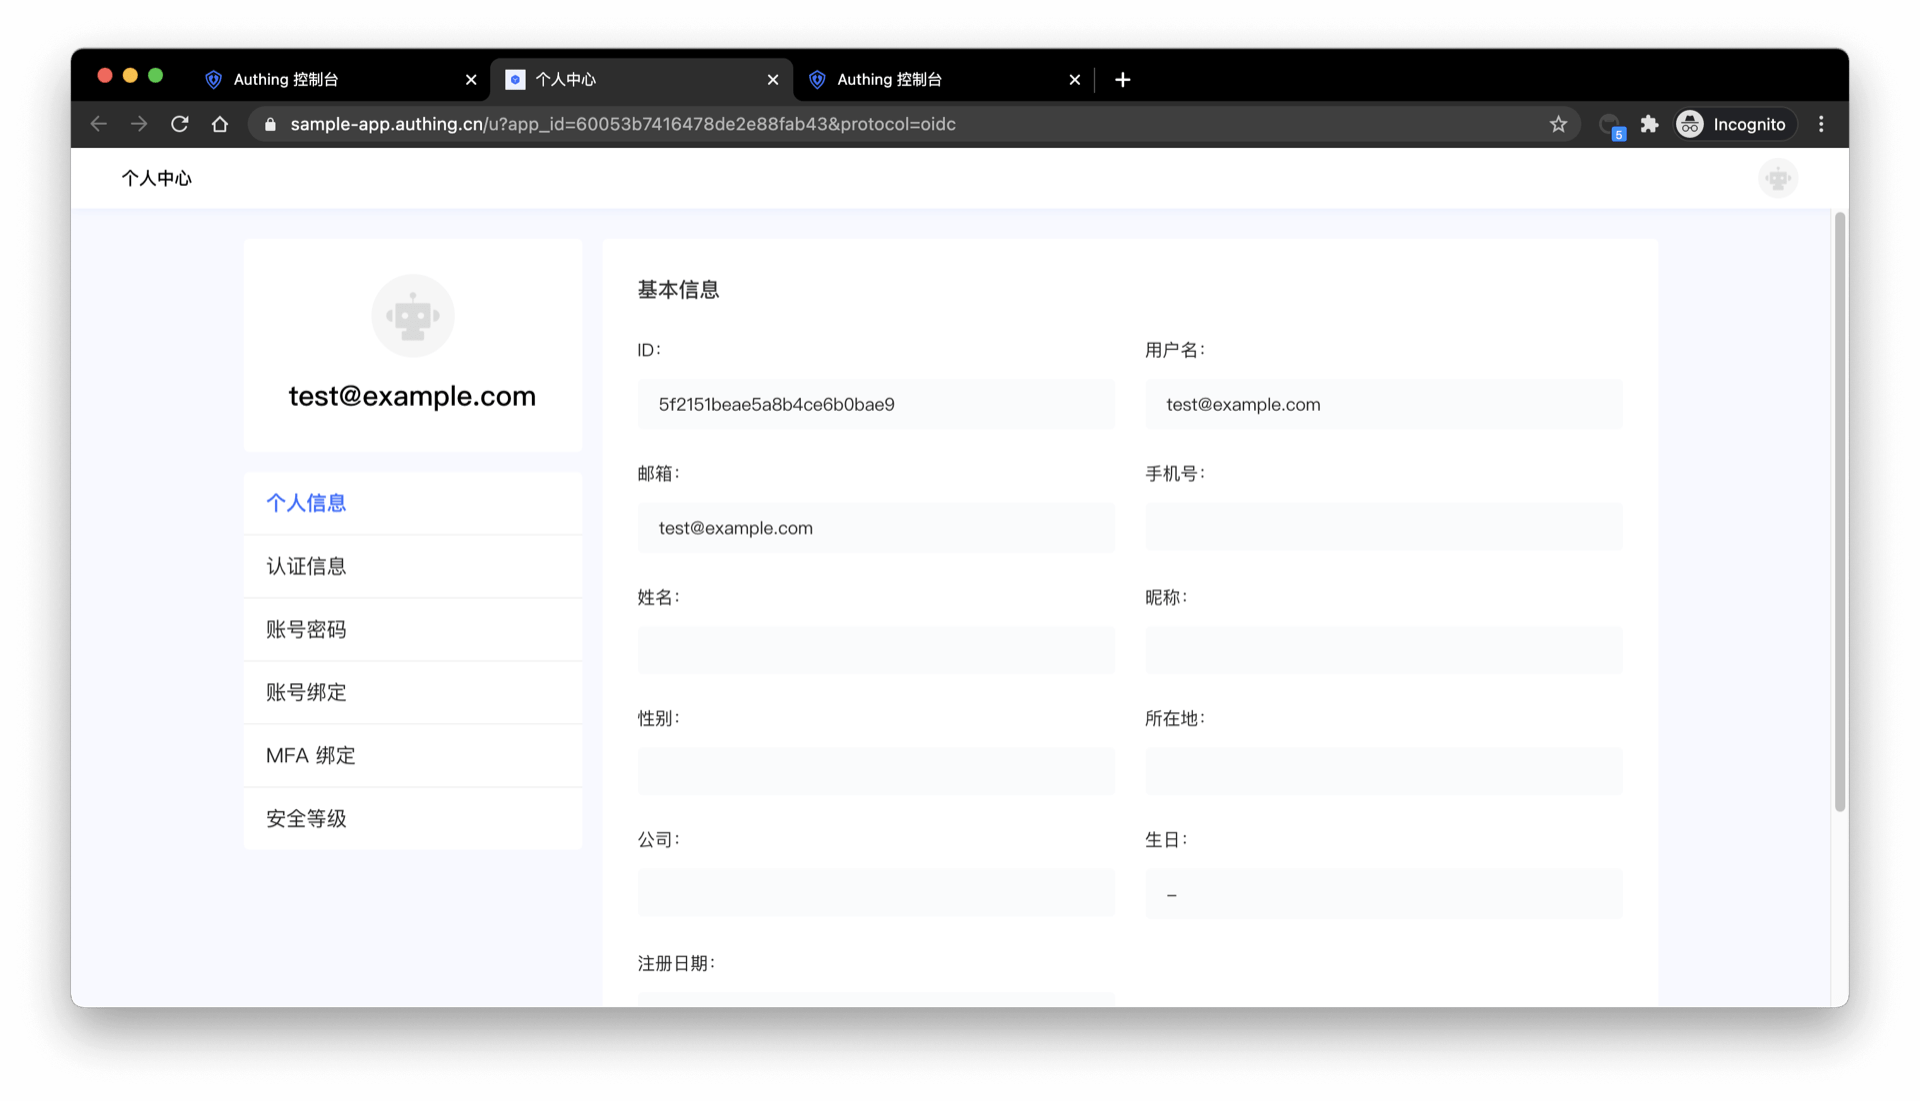 Authing 控制台
个人中心
Authing 控制台
sample-app.authing.cn/u?app_id=60053b7416478de2e88fab43&protocol=oidc
5
Incognito
个人中心
test@example.com
个人信息
认证信息
账号密码
账号绑定
MFA 绑定
安全等级
基本信息
ID:
用户名:
5f2151beae5a8b4ce6b0bae9
test@example.com
邮箱:
手机号:
test@example.com
姓名:
昵称:
性别:
所在地:
公司:
生日:
–
注册日期: